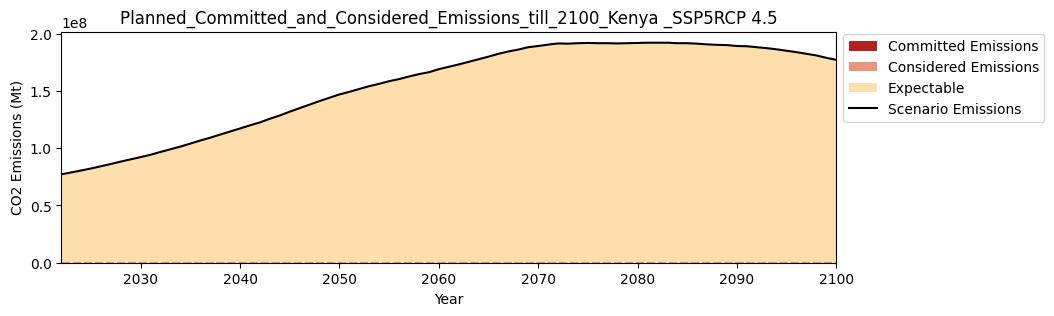 Planned_Committed_and_Considered_Emissions_till_2100_Kenya _SSP5RCP 4.5
1e8
2.0
1.5
1.0
0.5
0.0
CO2 Emissions (Mt)
2030 2040 2050 2060 2070 2080 2090 2100
Year
Committed Emissions
Considered Emissions
Expectable
Scenario Emissions